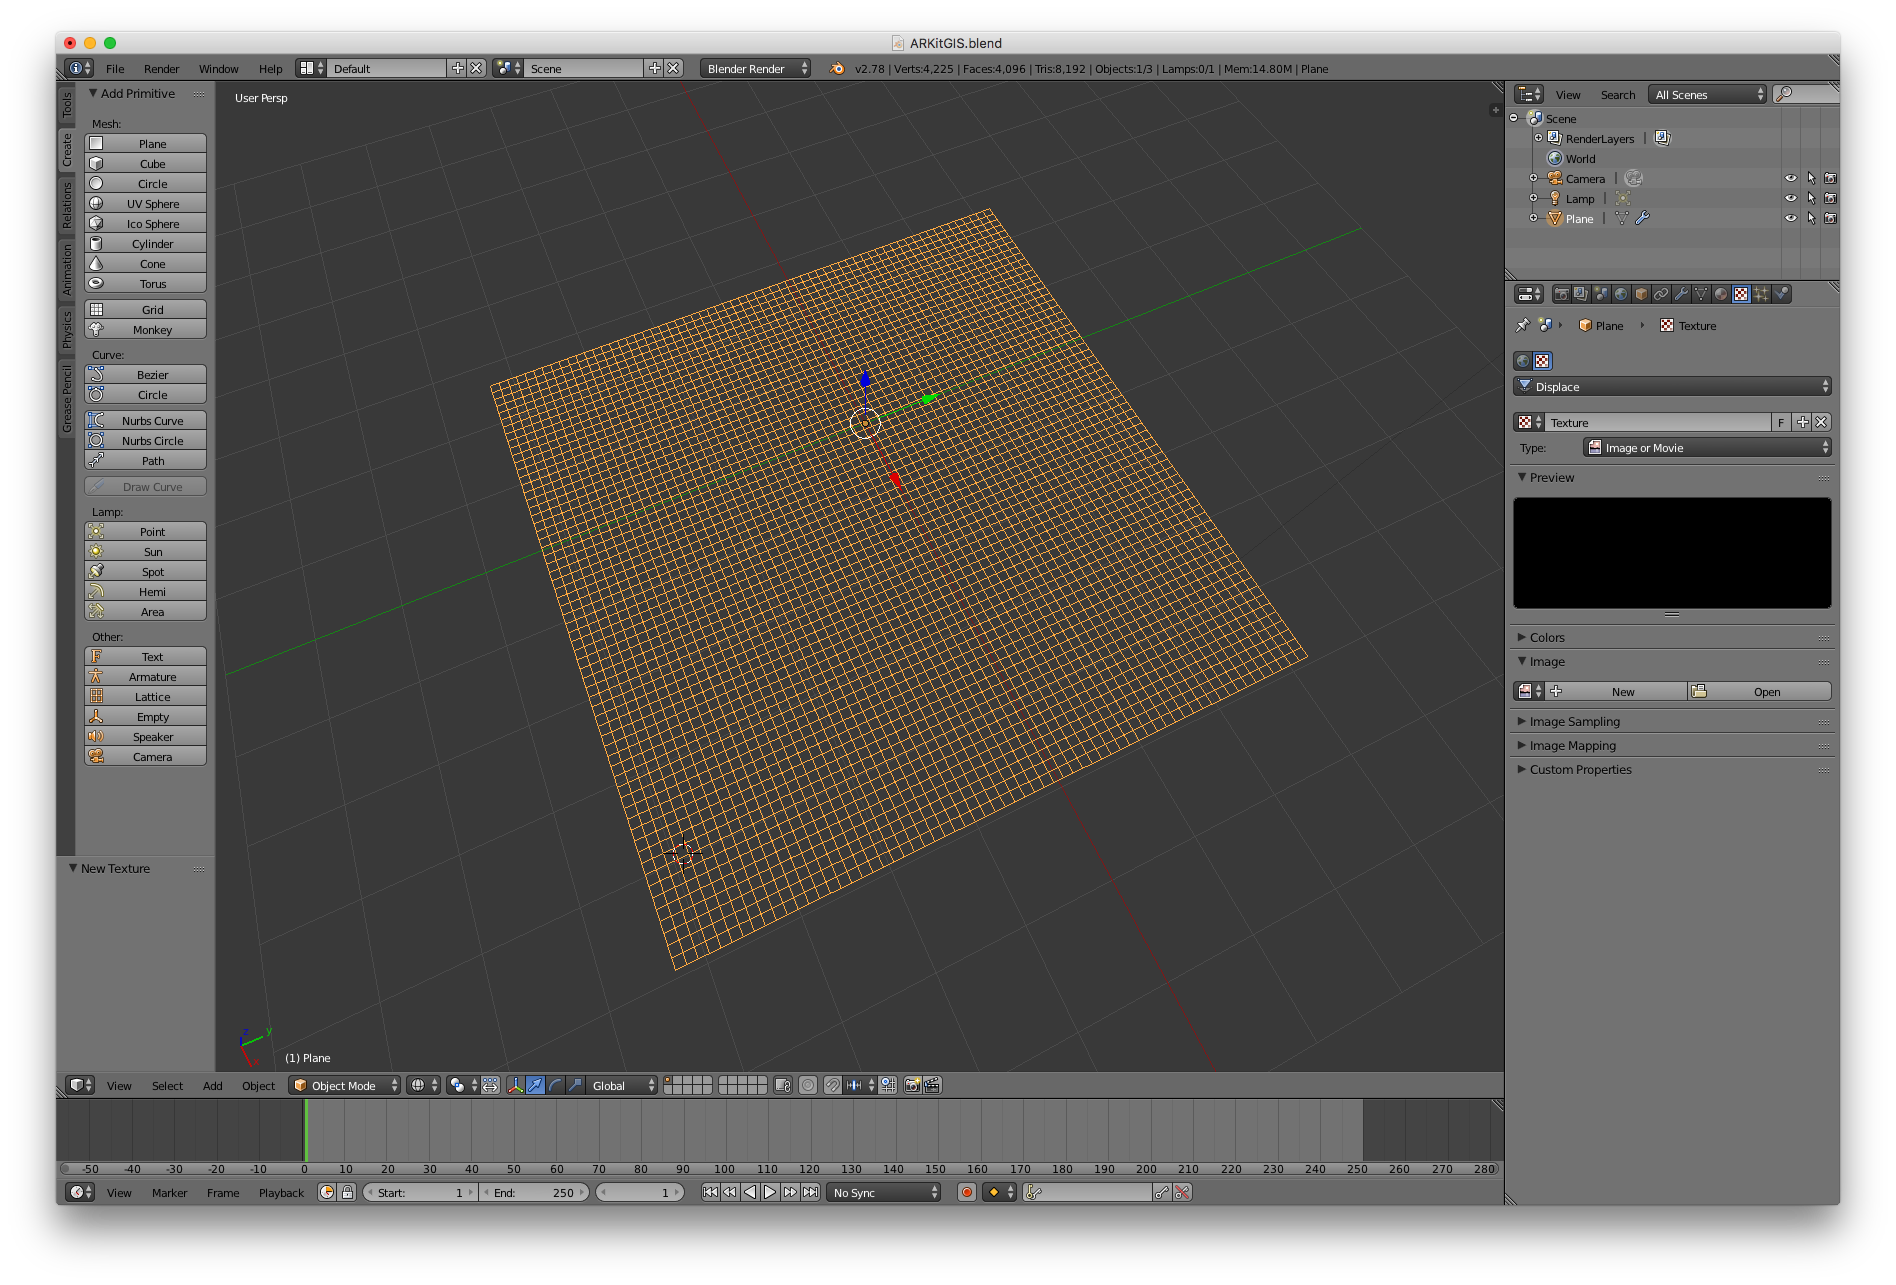 ARKitGIS.blend
File Render Window Help Default Scene Blender Render v2.78 | Verts:4,225 | Faces:4,096 | Tris:8,192 | Objects:1/3 | Lamps:0/1 | Mem:14.80M | Plane
Tools
Create
Relations
Animation
Physics
Grease Pencil
Add Primitive
Mesh:
Plane
Cube
Circle
UV Sphere
Ico Sphere
Cylinder
Cone
Torus
Grid
Monkey
Curve:
Bezier
Circle
Nurbs Curve
Nurbs Circle
Path
Draw Curve
Lamp:
Point
Sun
Spot
Hemi
Area
Other:
Text
Armature
Lattice
Empty
Speaker
Camera
New Texture
User Persp
z y x
(1) Plane
View Select Add Object Object Mode Global
-50 -40 -30 -20 -10 0 10 20 30 40 50 60 70 80 90 100 110 120 130 140 150 160 170 180 190 200 210 220 230 240 250 260 270 280
View Marker Frame Playback Start: 1 End: 250 1 No Sync
View Search All Scenes
Scene
RenderLayers |
World
Camera |
Lamp |
Plane |
Plane Texture
Displace
Texture F
Type: Image or Movie
Preview
Colors
Image
New Open
Image Sampling
Image Mapping
Custom Properties